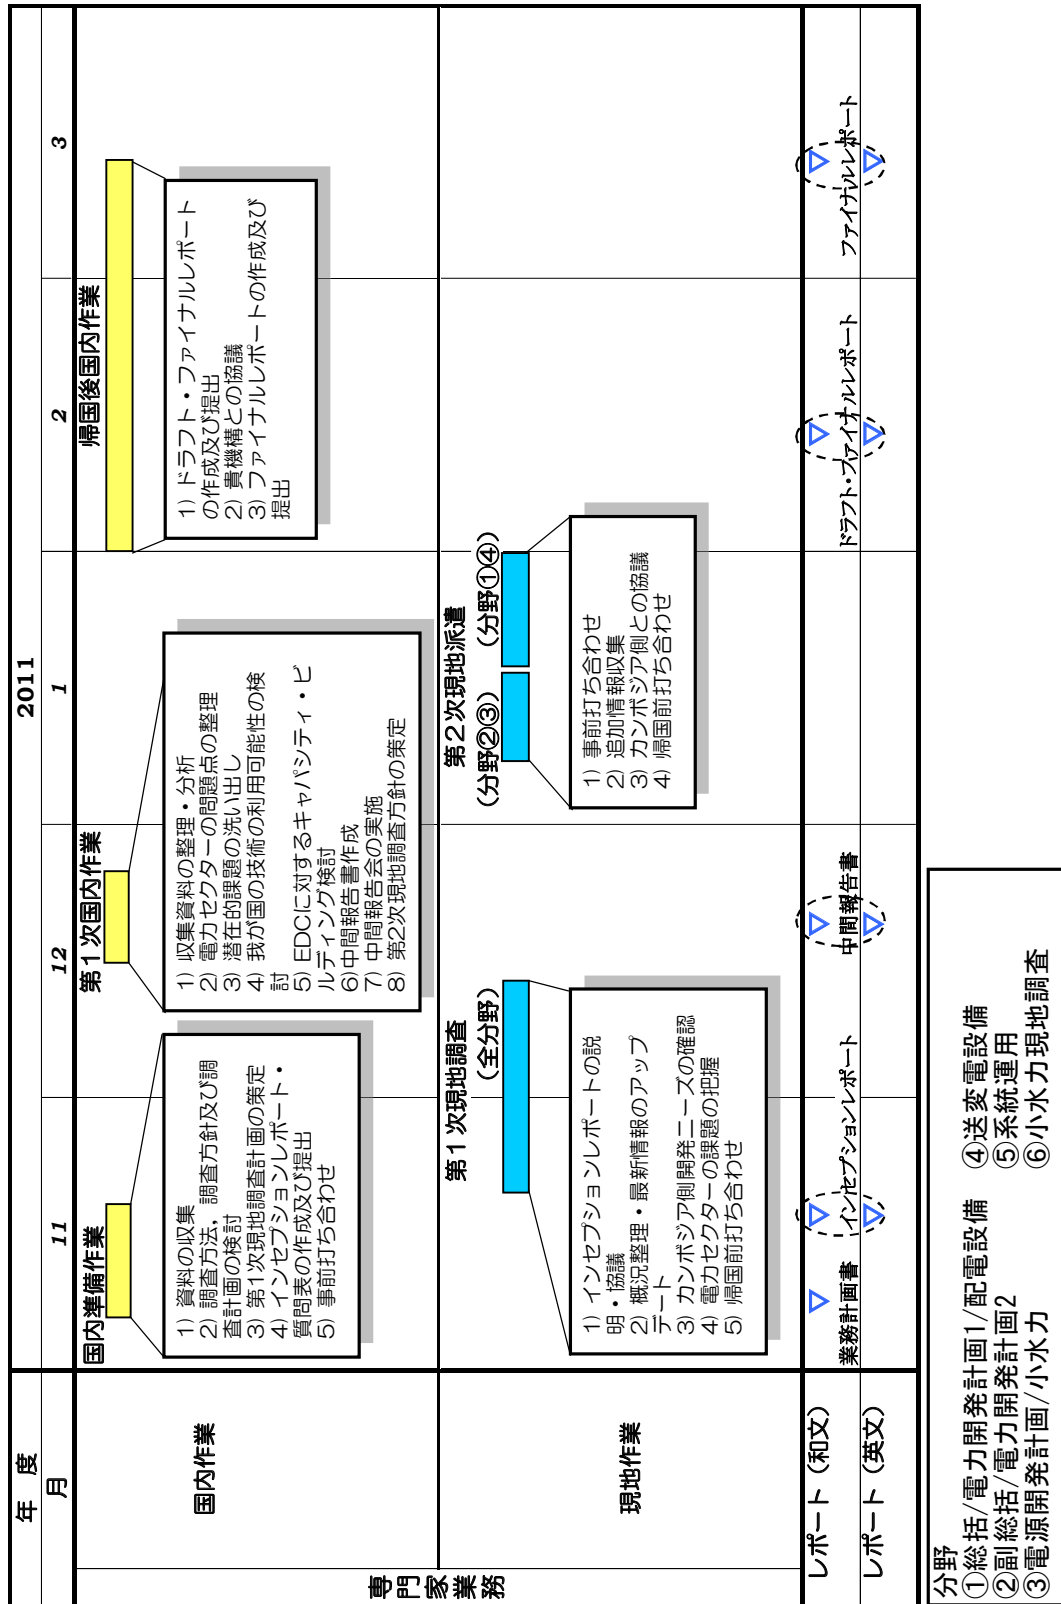 年 度
2011
月
11
12
1
2
3
専門家業務
国内作業
国内準備作業
1) 資料の収集
2) 調査方法，調査方針及び調
査計画の検討
3) 第1次現地調査計画の策定
4) インセプションレポート・
質問表の作成及び提出
5) 事前打ち合わせ
第１次国内作業
1) 収集資料の整理・分析
2) 電力セクターの問題点の整理
3) 潜在的課題の洗い出し
4) 我が国の技術の利用可能性の検
討
5) EDCに対するキャパシティ・ビ
ルディング検討
6)中間報告書作成
7) 中間報告会の実施
8) 第2次現地調査方針の策定
帰国後国内作業
1) ドラフト・ファイナルレポート
の作成及び提出
2) 貴機構との協議
3) ファイナルレポートの作成及び
提出
現地作業
第１次現地調査
（全分野）
1) インセプションレポートの説
明・協議
2) 概況整理・最新情報のアップ
デート
3) カンボジア側開発ニーズの確認
4) 電力セクターの課題の把握
5) 帰国前打ち合わせ
第２次現地派遣
（分野②③）
（分野①④）
1) 事前打ち合わせ
2) 追加情報収集
3) カンボジア側との協議
4) 帰国前打ち合わせ
レポート（和文）
レポート（英文）
業務計画書
インセプションレポート
中間報告書
ドラフト・ファイナルレポート
ファイナルレポート
分野
①総括/電力開発計画1/配電設備
②副総括/電力開発計画2
③電源開発計画/小水力
④送変電設備
⑤系統運用
⑥小水力現地調査